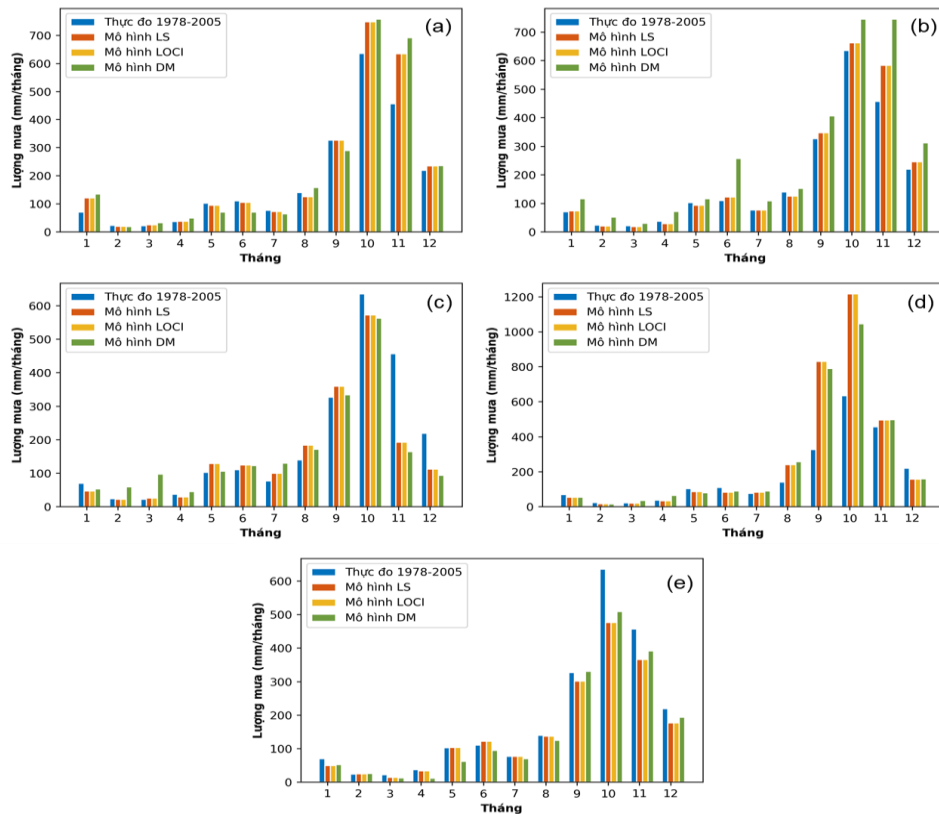 (a)
Thực đo 1978-2005
Mô hình LS
Mô hình LOCI
Mô hình DM
Lượng mưa (mm/tháng)
700
600
500
400
300
200
100
0
1 2 3 4 5 6 7 8 9 10 11 12
Tháng
(b)
Thực đo 1978-2005
Mô hình LS
Mô hình LOCI
Mô hình DM
Lượng mưa (mm/tháng)
700
600
500
400
300
200
100
0
1 2 3 4 5 6 7 8 9 10 11 12
Tháng
(c)
Thực đo 1978-2005
Mô hình LS
Mô hình LOCI
Mô hình DM
Lượng mưa (mm/tháng)
600
500
400
300
200
100
0
1 2 3 4 5 6 7 8 9 10 11 12
Tháng
(d)
Thực đo 1978-2005
Mô hình LS
Mô hình LOCI
Mô hình DM
Lượng mưa (mm/tháng)
1200
1000
800
600
400
200
0
1 2 3 4 5 6 7 8 9 10 11 12
Tháng
(e)
Thực đo 1978-2005
Mô hình LS
Mô hình LOCI
Mô hình DM
Lượng mưa (mm/tháng)
600
500
400
300
200
100
0
1 2 3 4 5 6 7 8 9 10 11 12
Tháng